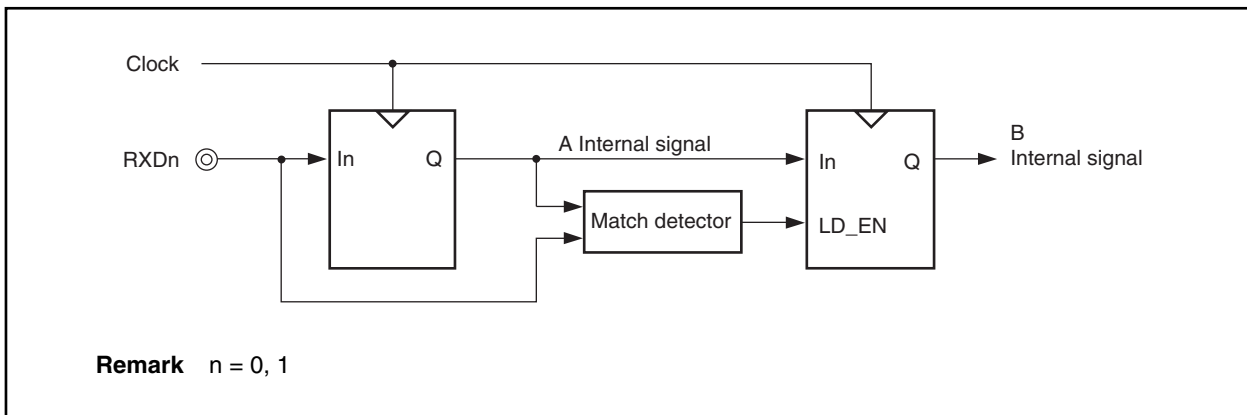 Clock
RXDn
In
Q
A Internal signal
Match detector
In
Q
LD_EN
B
Internal signal
Remark n = 0, 1